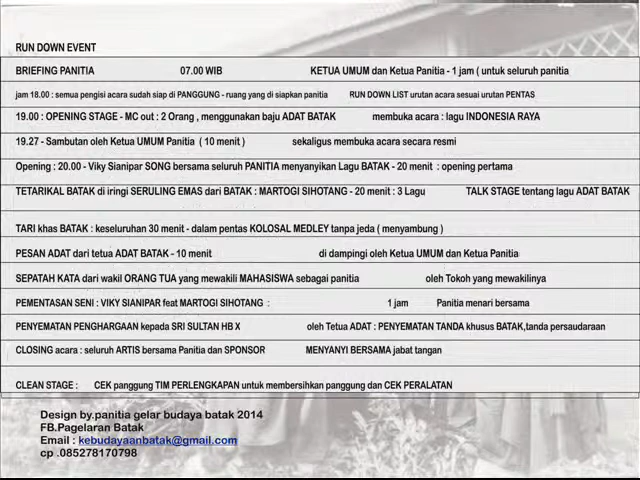 RUN DOWN EVENT
BRIEFING PANITIA 07.00 WIB KETUA UMUM dan Ketua Panitia - 1 jam ( untuk seluruh panitia
jam 18.00 : semua pengisi acara sudah siap di PANGGUNG - ruang yang di siapkan panitia RUN DOWN LIST urutan acara sesuai urutan PENTAS
19.00 : OPENING STAGE - MC out : 2 Orang , menggunakan baju ADAT BATAK membuka acara : lagu INDONESIA RAYA
19.27 - Sambutan oleh Ketua UMUM Panitia ( 10 menit ) sekaligus membuka acara secara resmi
Opening : 20.00 - Viky Sianipar SONG bersama seluruh PANITIA menyanyikan Lagu BATAK - 20 menit : opening pertama
TETARIKAL BATAK di iringi SERULING EMAS dari BATAK : MARTOGI SIHOTANG - 20 menit : 3 Lagu TALK STAGE tentang lagu ADAT BATAK
TARI khas BATAK : keseluruhan 30 menit - dalam pentas KOLOSAL MEDLEY tanpa jeda ( menyambung )
PESAN ADAT dari tetua ADAT BATAK - 10 menit di dampingi oleh Ketua UMUM dan Ketua Panitia
SEPATAH KATA dari wakil ORANG TUA yang mewakili MAHASISWA sebagai panitia oleh Tokoh yang mewakilinya
PEMENTASAN SENI : VIKY SIANIPAR feat MARTOGI SIHOTANG : 1 jam Panitia menari bersama
PENYEMATAN PENGHARGAAN kepada SRI SULTAN HB X oleh Tetua ADAT : PENYEMATAN TANDA khusus BATAK,tanda persaudaraan
CLOSING acara : seluruh ARTIS bersama Panitia dan SPONSOR MENYANYI BERSAMA jabat tangan
CLEAN STAGE : CEK panggung TIM PERLENGKAPAN untuk membersihkan panggung dan CEK PERALATAN
Design by.panitia gelar budaya batak 2014
FB.Pagelaran Batak
Email : kebudayaanbatak@gmail.com
cp .085278170798